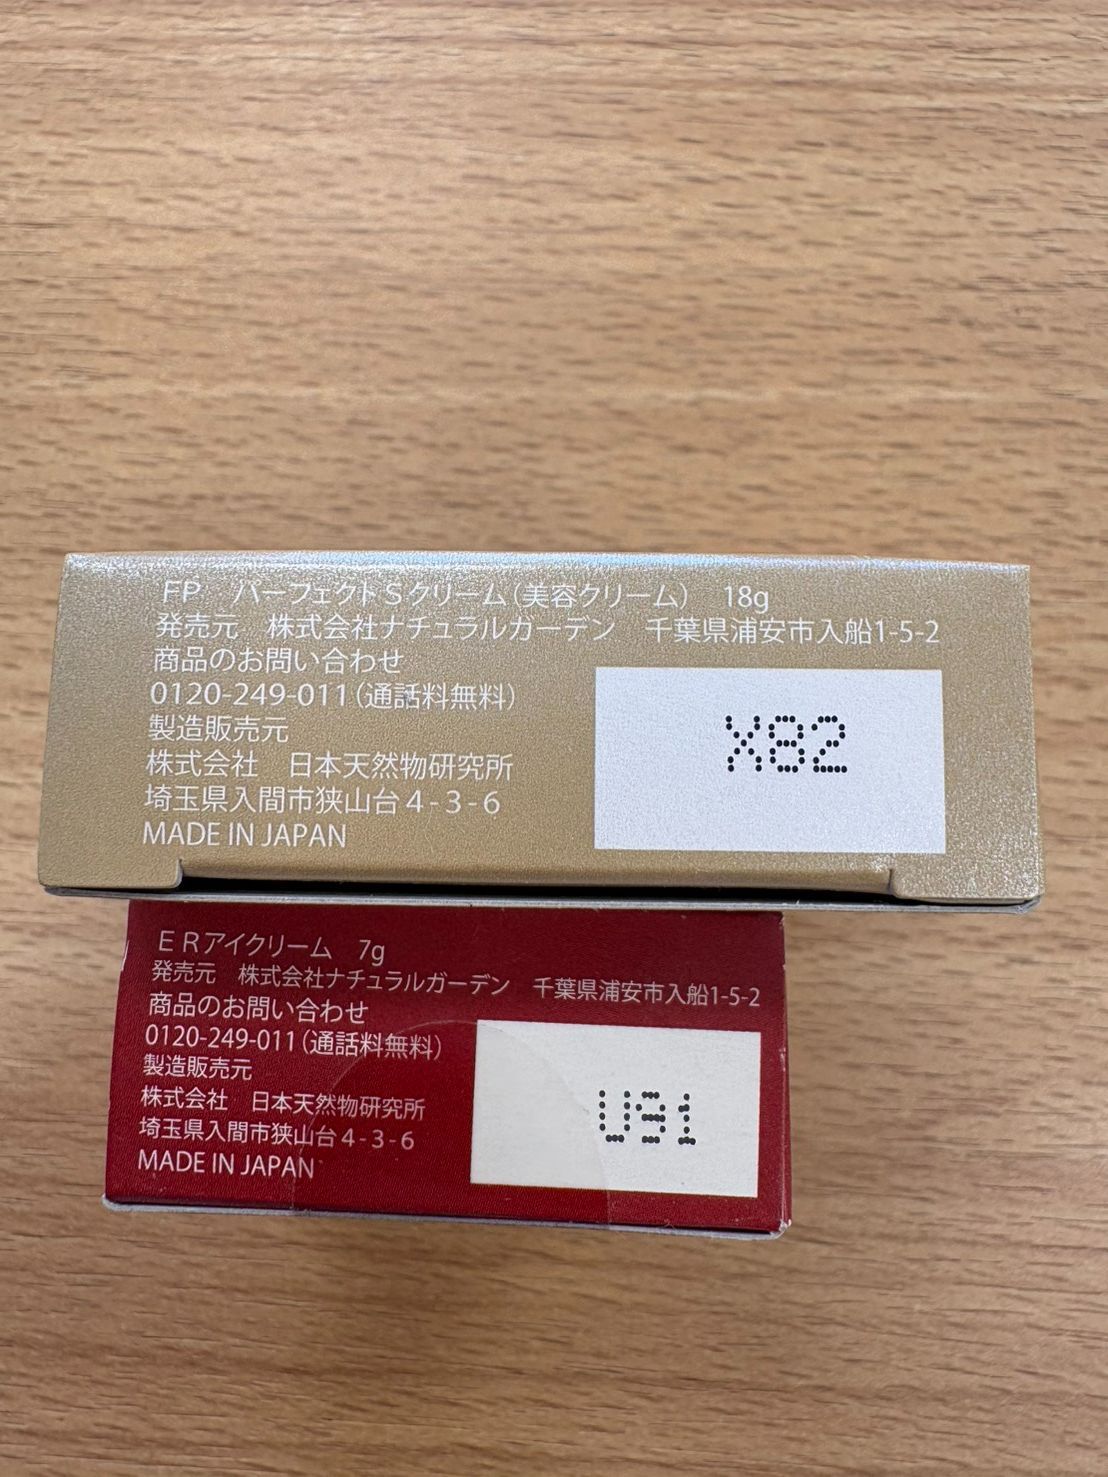 FP　パーフェクトSクリーム（美容クリーム）　18g
発売元　株式会社ナチュラルガーデン　千葉県浦安市入船1-5-2
商品のお問い合わせ
0120-249-011（通話料無料）
製造販売元
株式会社　日本天然物研究所
埼玉県入間市狭山台4-3-6
MADE IN JAPAN
X82
ERアイクリーム　7g
発売元　株式会社ナチュラルガーデン　千葉県浦安市入船1-5-2
商品のお問い合わせ
0120-249-011（通話料無料）
製造販売元
株式会社　日本天然物研究所
埼玉県入間市狭山台4-3-6
MADE IN JAPAN
U91